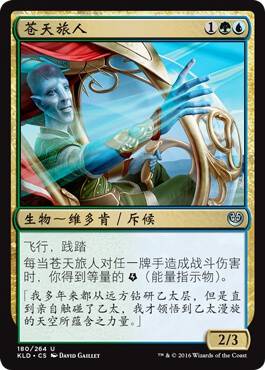 苍天旅人 1
生物～维多肯／斥候
飞行，践踏
每当苍天旅人对任一牌手造成战斗伤害
时，你得到等量的（能量指示物）。
「我多年来都从远方钻研乙太层，但是直
到亲自触碰了乙太，我才领悟到乙太漫漫
的天空所蕴含之力量。」
2/3
180/264 U
KLD • CS DAVID GAILLET
™ & © 2016 Wizards of the Coast